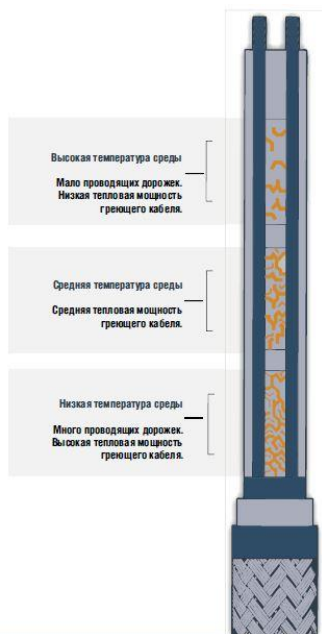 Высокая температура среды
Мало проводящих дорожек.
Низкая тепловая мощность
греющего кабеля.
Средняя температура среды
Средняя тепловая мощность
греющего кабеля.
Низкая температура среды
Много проводящих дорожек.
Высокая тепловая мощность
греющего кабеля.